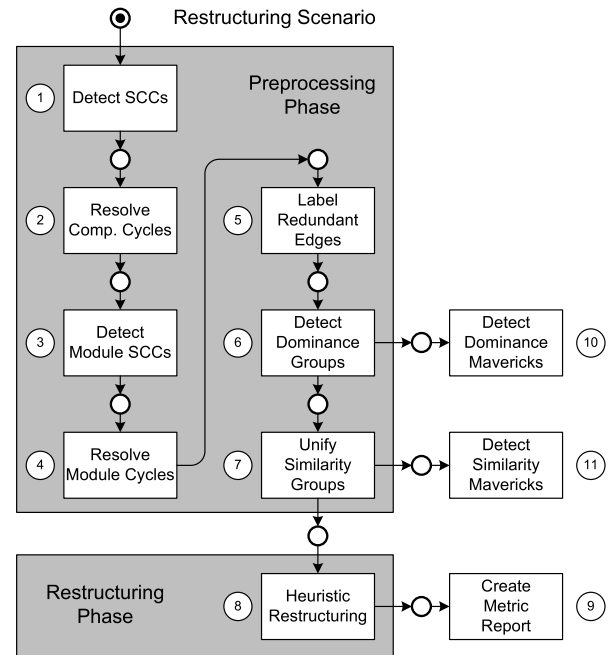 Restructuring Scenario
Preprocessing
Phase
1
Detect SCCs
2
Resolve
Comp. Cycles
3
Detect
Module SCCs
4
Resolve
Module Cycles
5
Label
Redundant
Edges
6
Detect
Dominance
Groups
Detect
Dominance
Mavericks
10
7
Unify
Similarity
Groups
Detect
Similarity
Mavericks
11
Restructuring
Phase
8
Heuristic
Restructuring
Create
Metric
Report
9